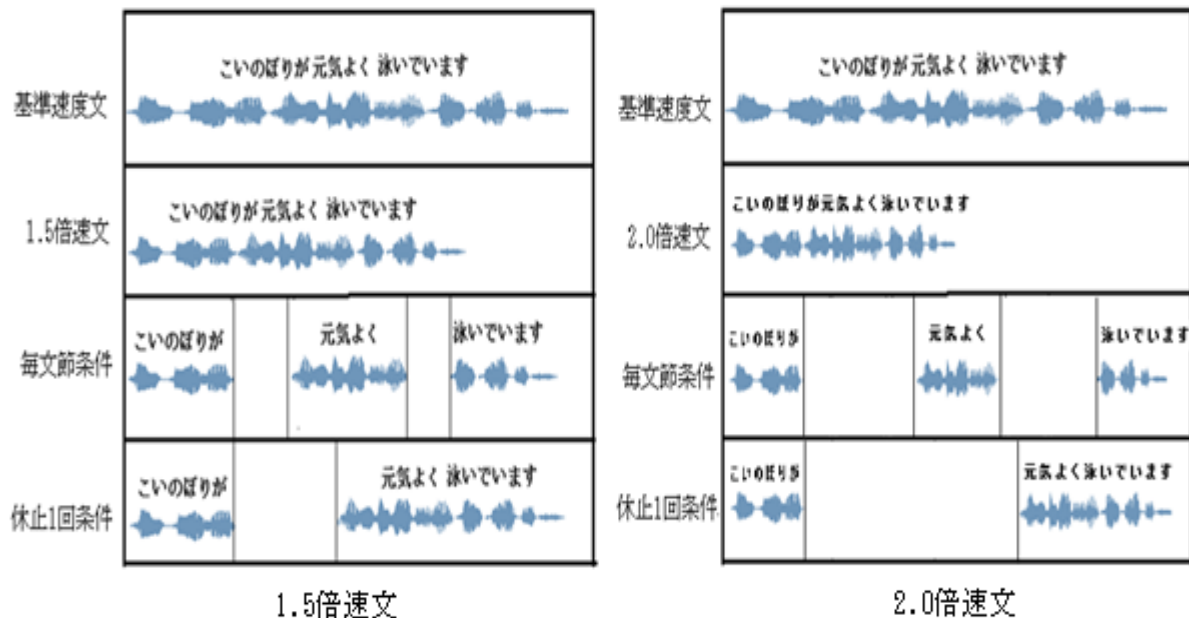 基準速度文
こいのぼりが 元気よく 泳いでいます
1.5倍速文
こいのぼりが 元気よく 泳いでいます
毎文節条件
こいのぼりが 元気よく 泳いでいます
休止1回条件
こいのぼりが 元気よく 泳いでいます
1.5倍速文
基準速度文
こいのぼりが 元気よく 泳いでいます
2.0倍速文
こいのぼりが元気よく泳いでいます
毎文節条件
こいのぼりが 元気よく 泳いでいます
休止1回条件
こいのぼりが 元気よく泳いでいます
2.0倍速文